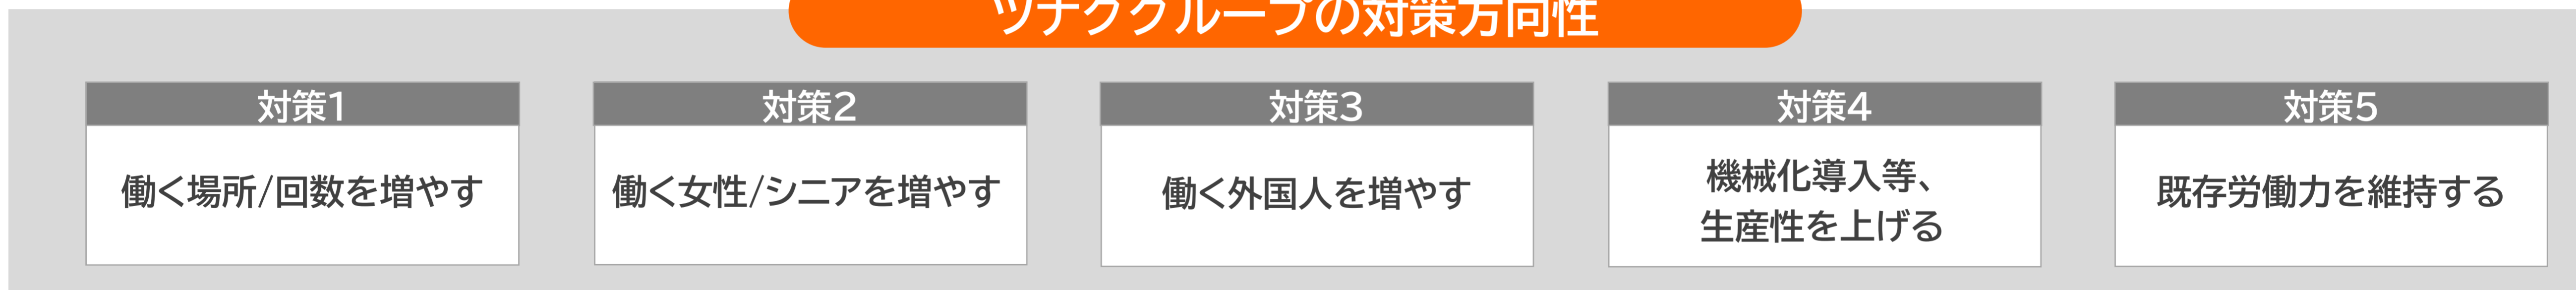 ツナググループの対策方向性
対策1
働く場所/回数を増やす
対策2
働く女性/シニアを増やす
対策3
働く外国人を増やす
対策4
機械化導入等、
生産性を上げる
対策5
既存労働力を維持する